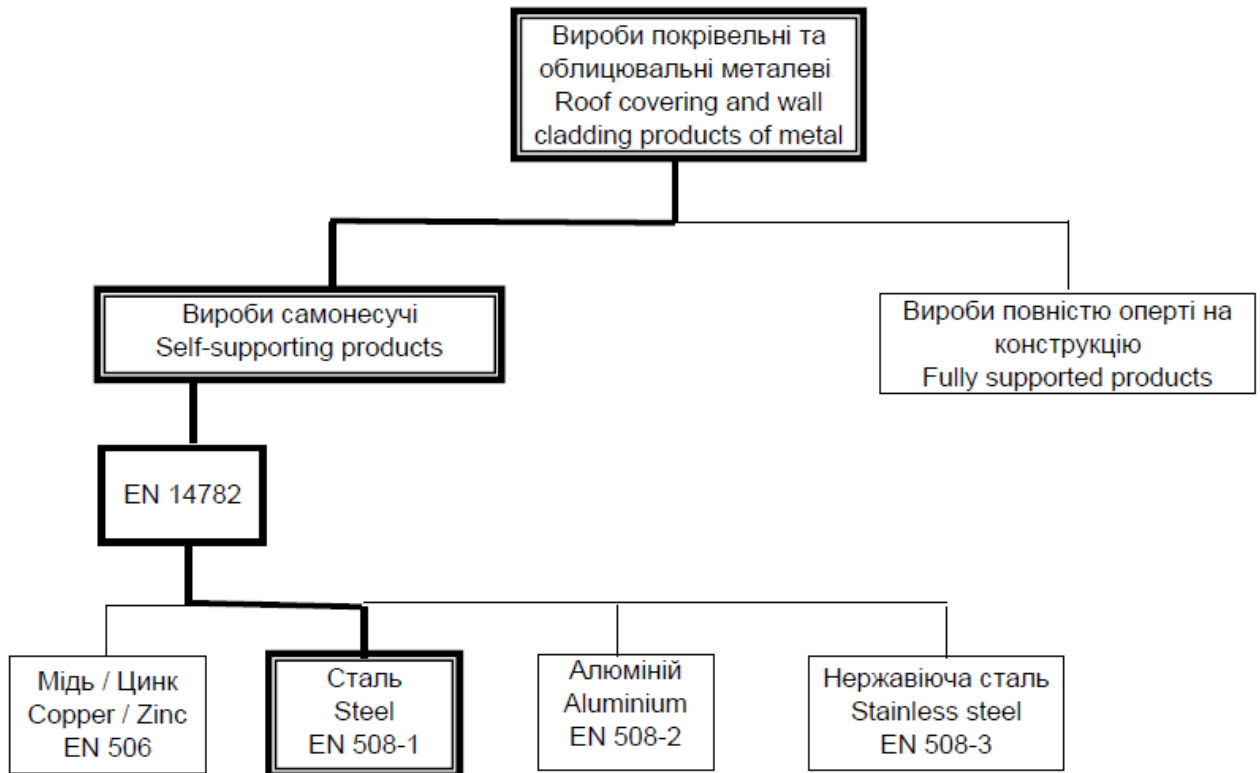 Вироби покрівельні та
облицювальні металеві
Roof covering and wall
cladding products of metal
Вироби самонесучі
Self-supporting products
Вироби повністю оперті на
конструкцію
Fully supported products
EN 14782
Мідь / Цинк
Copper / Zinc
EN 506
Сталь
Steel
EN 508-1
Алюміній
Aluminium
EN 508-2
Нержавіюча сталь
Stainless steel
EN 508-3